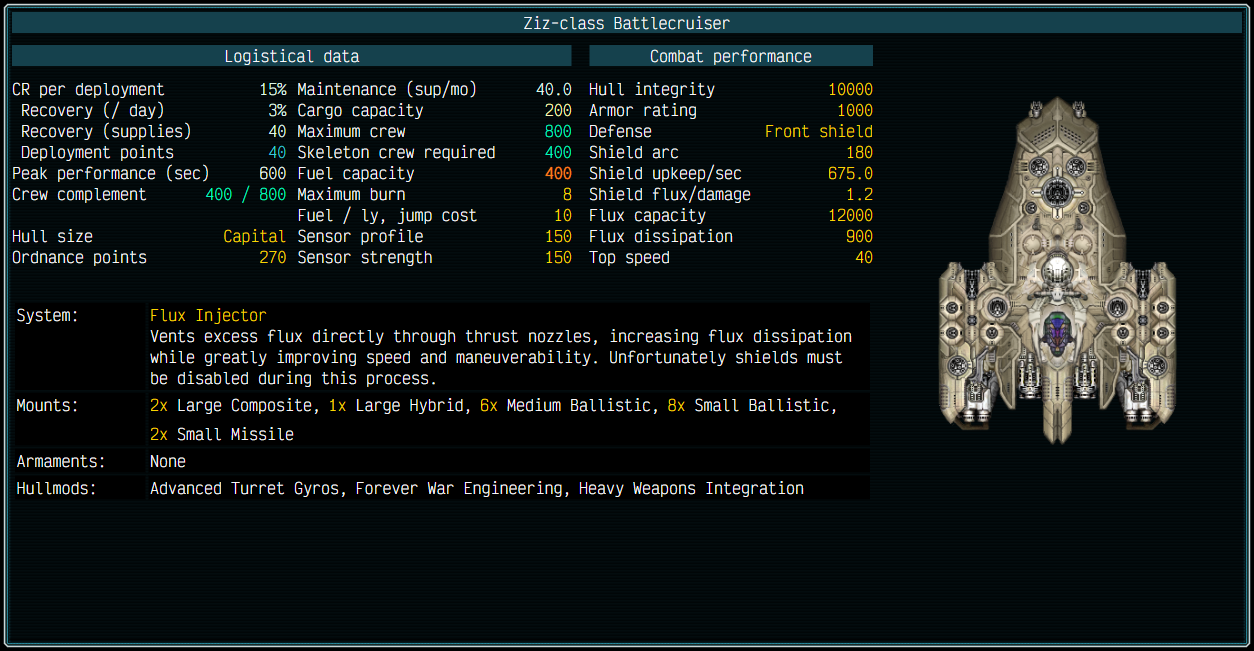 Ziz-class Battlecruiser
Logistical data Combat performance
CR per deployment 15% Maintenance (sup/mo) 40.0 Hull integrity 10000
Recovery (/ day) 3% Cargo capacity 200 Armor rating 1000
Recovery (supplies) 40 Maximum crew 800 Defense Front shield
Deployment points 40 Skeleton crew required 400 Shield arc 180
Peak performance (sec) 600 Fuel capacity 400 Shield upkeep/sec 675.0
Crew complement 400 / 800 Maximum burn 8 Shield flux/damage 1.2
Fuel / ly, jump cost 10 Flux capacity 12000
Hull size Capital Sensor profile 150 Flux dissipation 900
Ordnance points 270 Sensor strength 150 Top speed 40
System: Flux Injector
Vents excess flux directly through thrust nozzles, increasing flux dissipation
while greatly improving speed and maneuverability. Unfortunately shields must
be disabled during this process.
Mounts: 2x Large Composite, 1x Large Hybrid, 6x Medium Ballistic, 8x Small Ballistic,
2x Small Missile
Armaments: None
Hullmods: Advanced Turret Gyros, Forever War Engineering, Heavy Weapons Integration